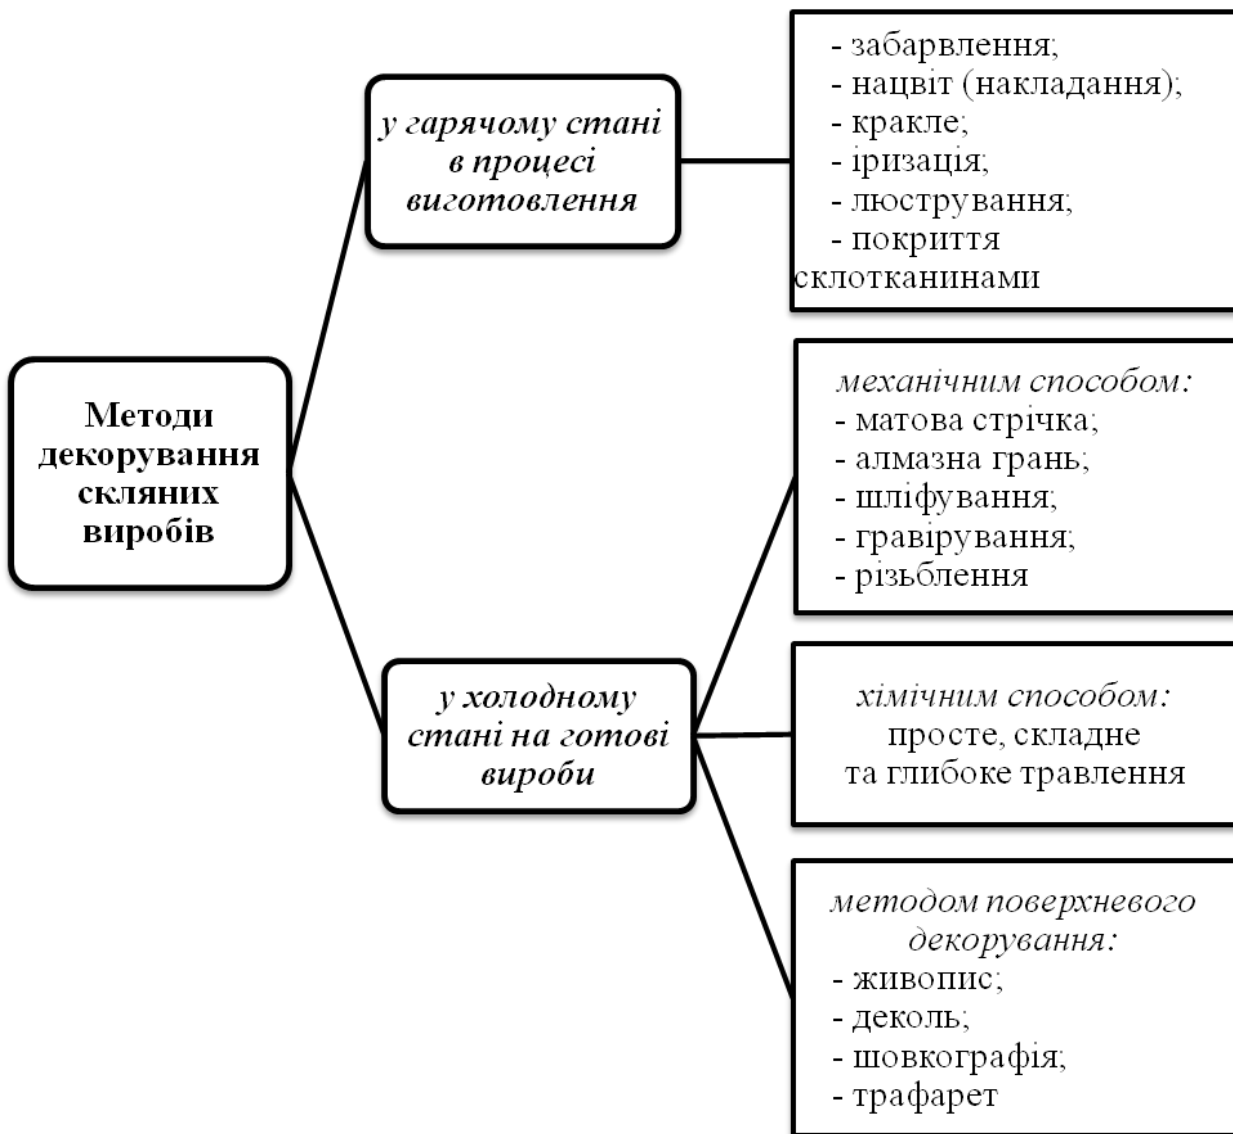 Методи
декорування
скляних
виробів
у гарячому стані
в процесі
виготовлення
- забарвлення;
- нацвіт (накладання);
- кракле;
- іризація;
- люстрування;
- покриття
склотканинами
у холодному
стані на готові
вироби
механічним способом:
- матова стрічка;
- алмазна грань;
- шліфування;
- гравірування;
- різьблення
хімічним способом:
просте, складне
та глибоке травлення
методом поверхневого
декорування:
- живопис;
- деколь;
- шовкографія;
- трафарет